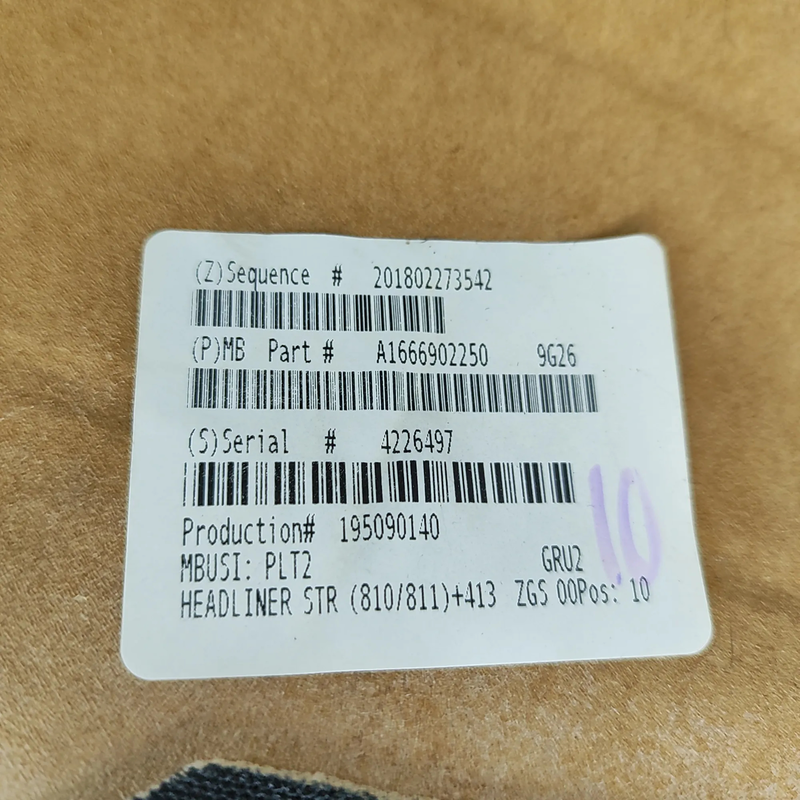 (Z)Sequence # 201802273542
(P)MB Part # A1666902250 9G26
(S)Serial # 4226497
Production# 195090140
MBUSI: PLT2 GRU2
HEADLINER STR (810/811)+413 ZGS 00Pos: 10
10